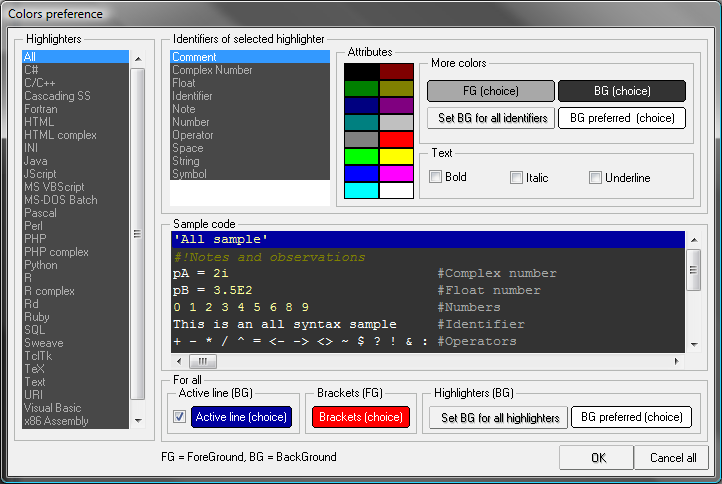 Colors preference
Highlighters
All
C#
C/C++
Cascading SS
Fortran
HTML
HTML complex
INI
Java
JScript
MS VBScript
MS-DOS Batch
Pascal
Perl
PHP
PHP complex
Python
R
R complex
Rd
Ruby
SQL
Sweave
TclTk
TeX
Text
URI
Visual Basic
x86 Assembly
Identifiers of selected highlighter
Comment
Complex Number
Float
Identifier
Note
Number
Operator
Space
String
Symbol
Attributes
More colors
FG (choice)
BG (choice)
Set BG for all identifiers
BG preferred (choice)
Text
Bold
Italic
Underline
Sample code
'All sample'
#!Notes and observations
pA = 2i #Complex number
pB = 3.5E2 #Float number
0 1 2 3 4 5 6 8 9 #Numbers
This is an all syntax sample #Identifier
+ - * / ^ = <- -> <> ~ $ ? ! & : #Operators
For all
Active line (BG)
Active line (choice)
Brackets (FG)
Brackets (choice)
Highlighters (BG)
Set BG for all highlighters
BG preferred (choice)
FG = ForeGround, BG = BackGround
OK
Cancel all